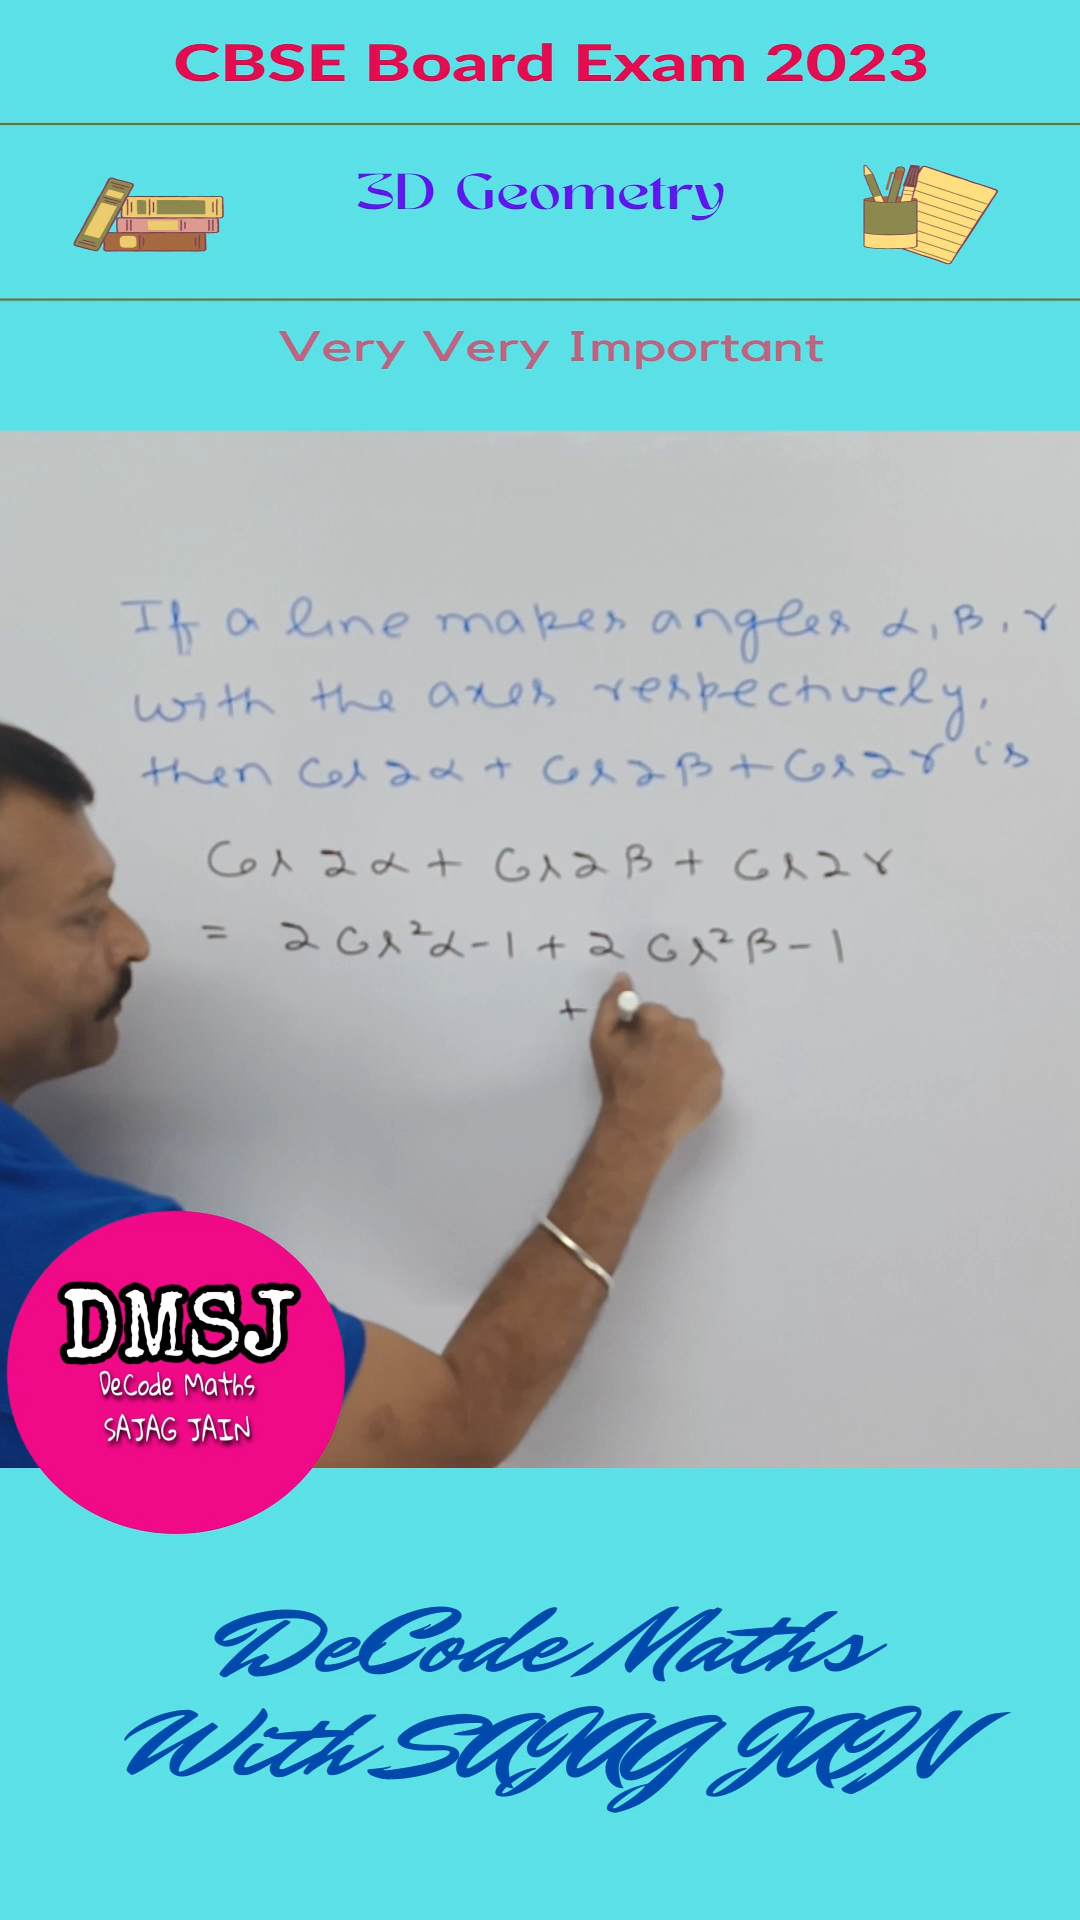 CBSE Board Exam 2023
3D Geometry
Very Very Important
If a line makes angles α, β, γ
with the axes respectively,
then Cos 2α + Cos 2β + Cos 2γ is
Cos 2α + Cos 2β + Cos 2γ
= 2 Cos²α - 1 + 2 Cos²β - 1
+
DMSJ
DeCode Maths
SAJAG JAIN
DeCode Maths
With SAJAG JAIN